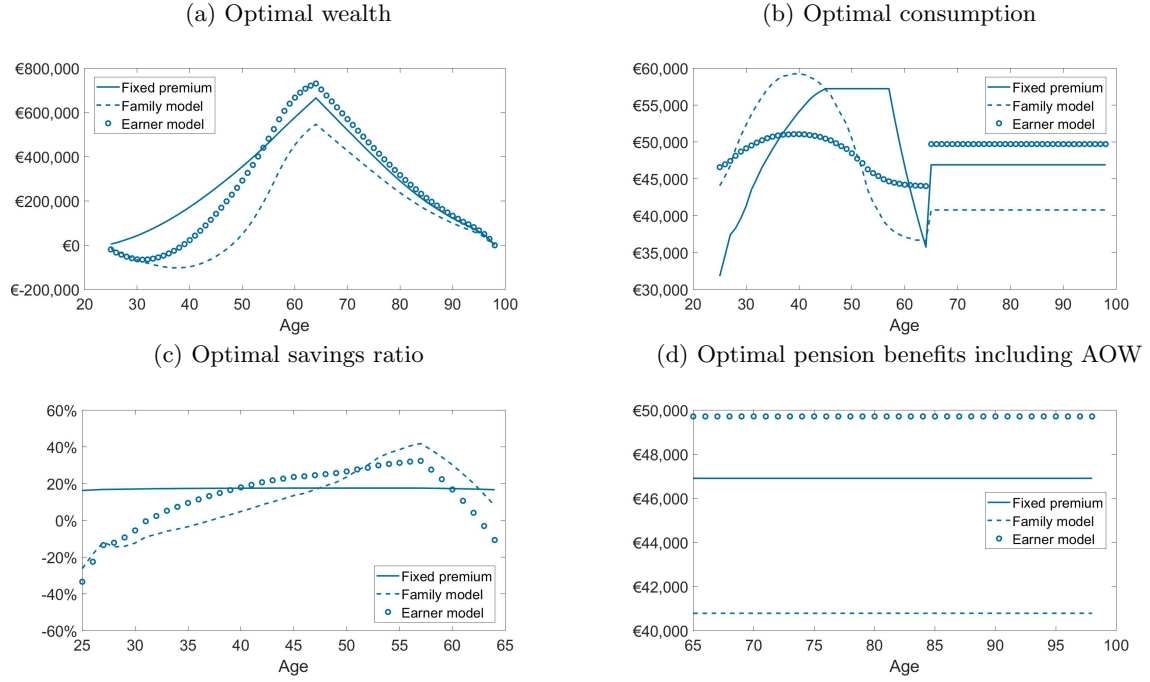 (a) Optimal wealth
€800,000
€600,000
€400,000
€200,000
€0
€-200,000
20 30 40 50 60 70 80 90 100
Age
Fixed premium
Family model
Earner model
(b) Optimal consumption
€60,000
€55,000
€50,000
€45,000
€40,000
€35,000
€30,000
20 30 40 50 60 70 80 90 100
Age
Fixed premium
Family model
Earner model
(c) Optimal savings ratio
60%
40%
20%
0%
-20%
-40%
-60%
25 30 35 40 45 50 55 60 65
Age
Fixed premium
Family model
Earner model
(d) Optimal pension benefits including AOW
€50,000
€48,000
€46,000
€44,000
€42,000
€40,000
65 70 75 80 85 90 95 100
Age
Fixed premium
Family model
Earner model